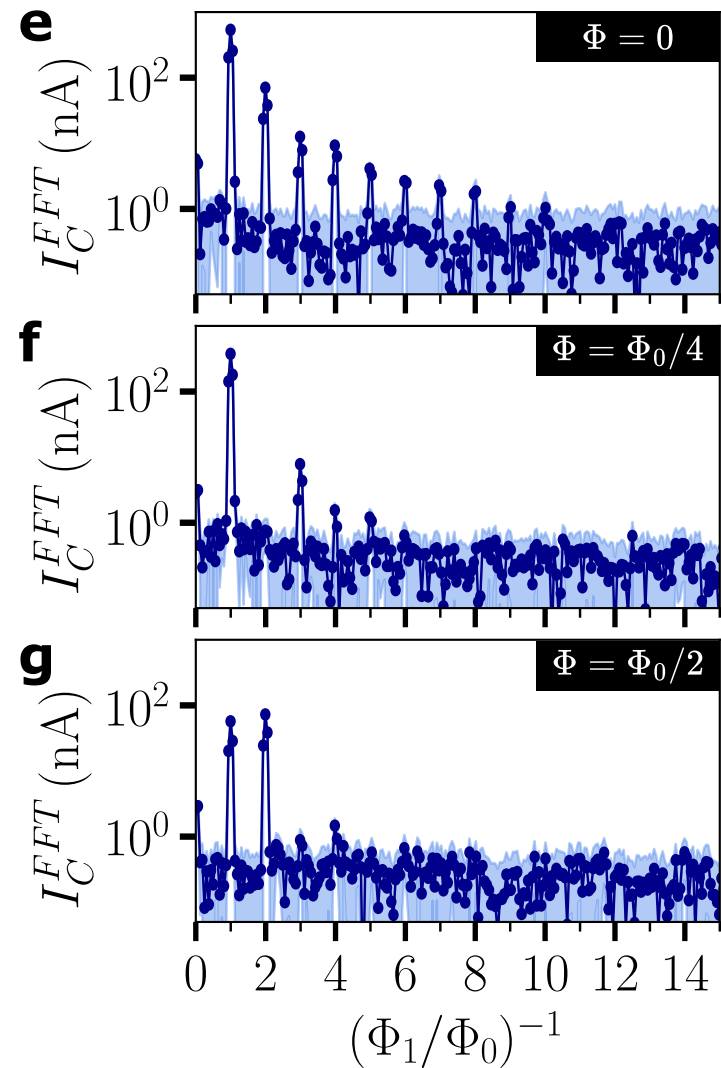 e
Φ = 0
I_C^{FFT} (nA)
10²
10⁰
f
Φ = Φ₀/4
I_C^{FFT} (nA)
10²
10⁰
g
Φ = Φ₀/2
I_C^{FFT} (nA)
10²
10⁰
0 2 4 6 8 10 12 14
(Φ₁/Φ₀)⁻¹